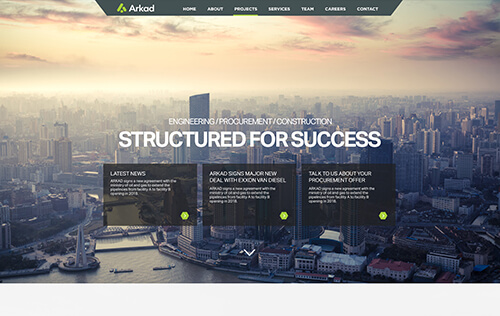 Arkad
HOME ABOUT PROJECTS SERVICES TEAM CAREERS CONTACT
ENGINEERING / PROCUREMENT / CONSTRUCTION
STRUCTURED FOR SUCCESS
LATEST NEWS
ARKAD signs a new agreement with the
ministry of oil and gas to extend the
pipelines from facility A to facility B
opening in 2018.
ARKAD SIGNS MAJOR NEW
DEAL WITH EXXON VAN DIESEL
ARKAD signs a new agreement with the
ministry of oil and gas to extend the
pipelines from facility A to facility B
opening in 2018.
TALK TO US ABOUT YOUR
PROCUREMENT OFFER
ARKAD signs a new agreement with the
ministry of oil and gas to extend the
pipelines from facility A to facility B
opening in 2018.